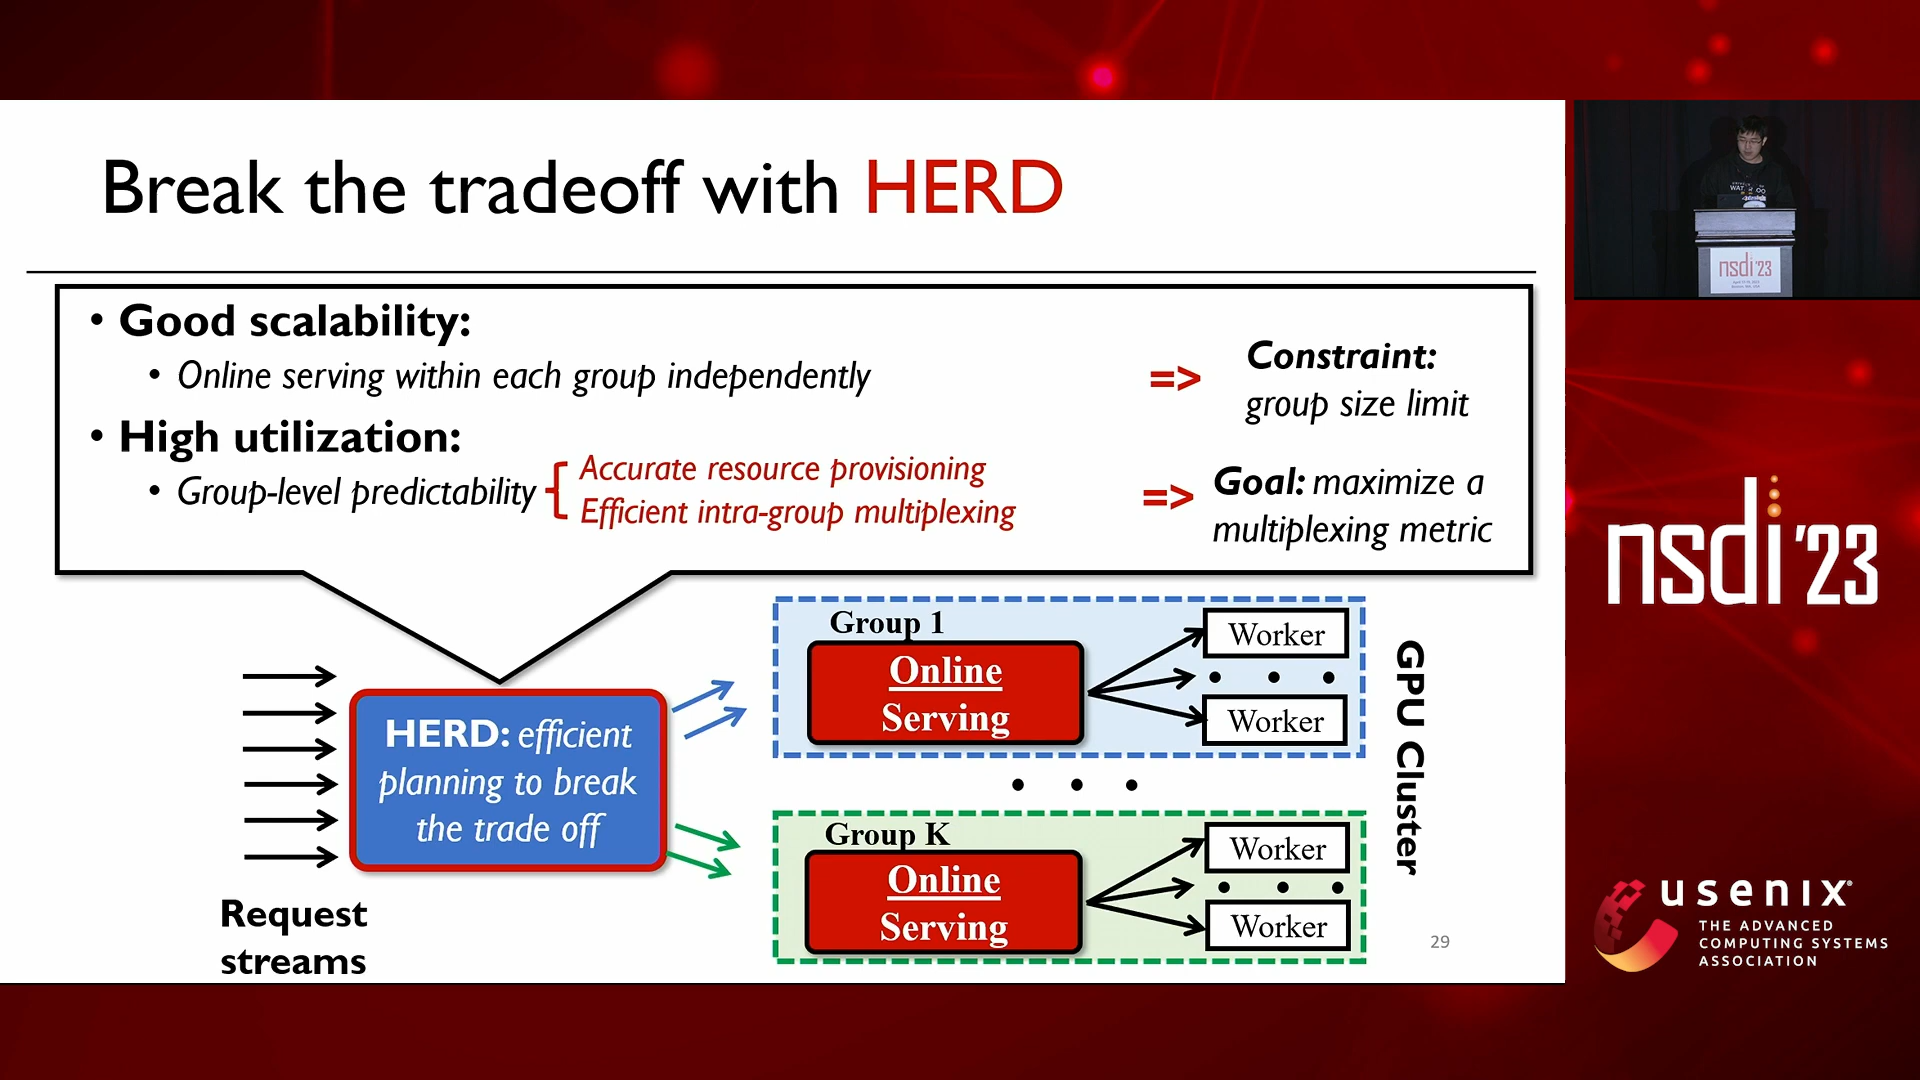 Break the tradeoff with HERD
• Good scalability:
• Online serving within each group independently
=>
Constraint:
group size limit
• High utilization:
• Group-level predictability
Accurate resource provisioning
Efficient intra-group multiplexing
=>
Goal: maximize a
multiplexing metric
Group 1
Online
Serving
Worker
Worker
HERD: efficient
planning to break
the trade off
Request
streams
Group K
Online
Serving
Worker
Worker
GPU Cluster
29
nsdi '23
nsdi '23
usenix
THE ADVANCED
COMPUTING SYSTEMS
ASSOCIATION